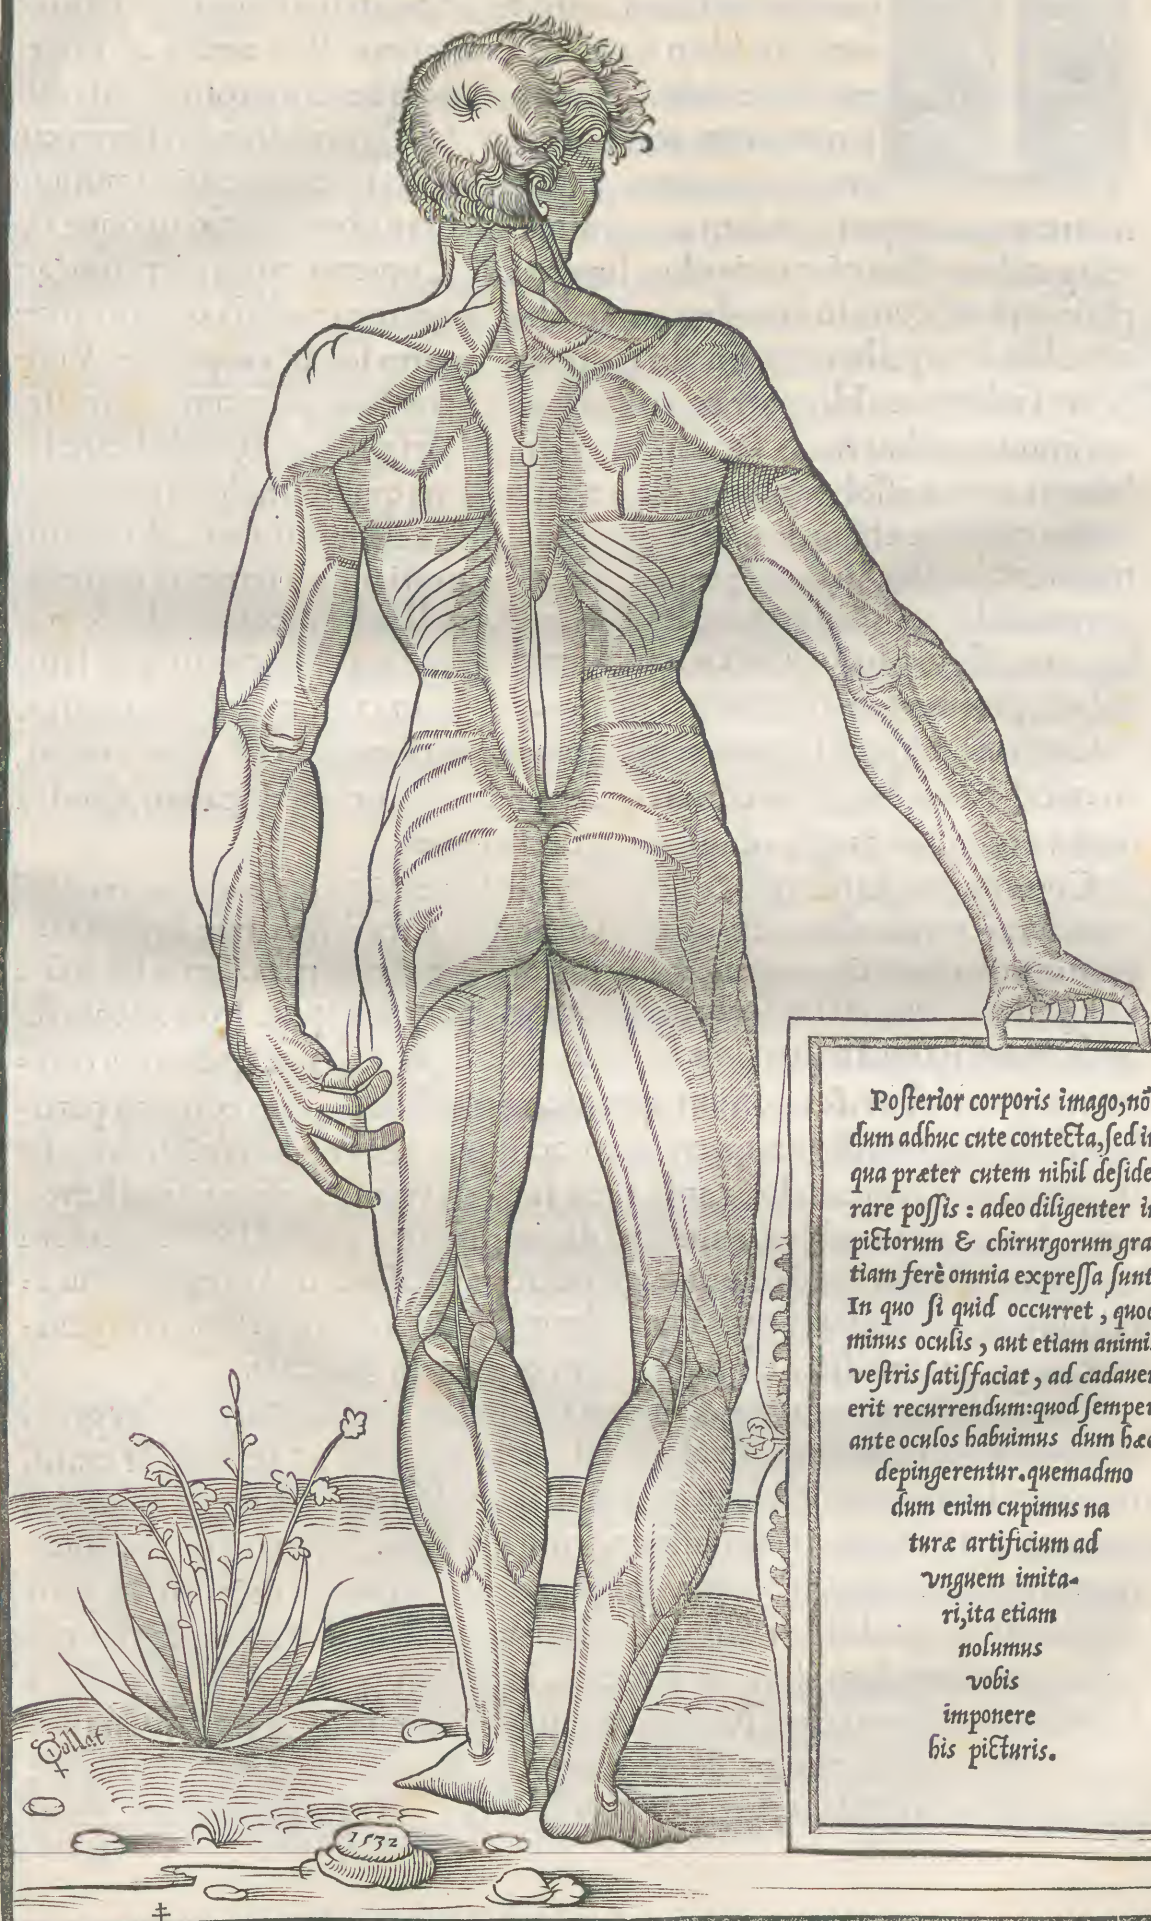 Posterior corporis imago, nõ
dum adhuc cute contecta, sed in
qua præter cutem nihil deside
rare possis : adeo diligenter in
pictorum & chirurgorum gra
tiam ferè omnia expressa sunt
In quo si quid occurret, quod
minus oculis, aut etiam animis
vestris satisfaciat, ad cadauer
erit recurrendum: quod semper
ante oculos habuimus dum hæc
depingerentur. quemadmo
dum enim cupimus na
turæ artificium ad
vnguem imita-
ri, ita etiam
nolumus
vobis
imponere
his picturis.
Jollat
1532